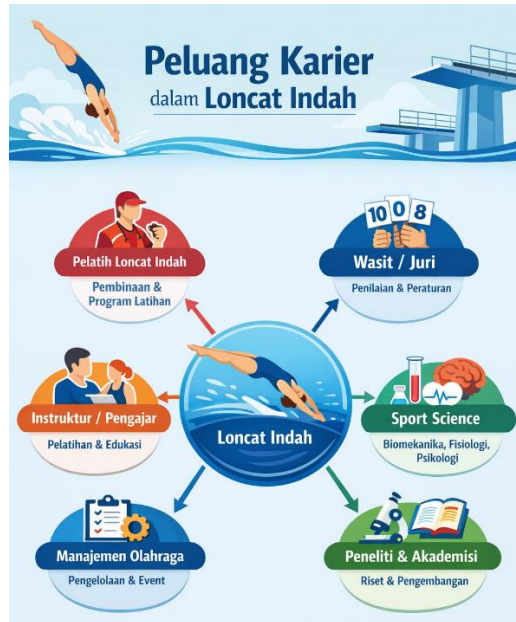 Peluang Karier
dalam Loncat Indah
10 0 8
Pelatih Loncat Indah
Pembinaan &
Program Latihan
Wasit / Juri
Penilaian & Peraturan
Instruktur / Pengajar
Pelatihan & Edukasi
Loncat Indah
Sport Science
Biomekanika, Fisiologi,
Psikologi
Manajemen Olahraga
Pengelolaan & Event
Peneliti & Akademisi
Riset & Pengembangan